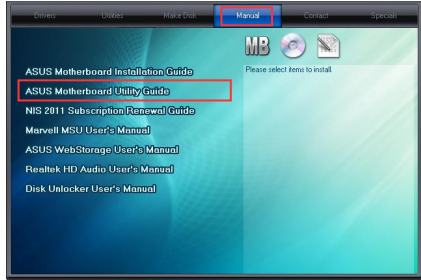 Drivers Utilities Make Disk Manual Contact Specials
MB
Please select items to install.
ASUS Motherboard Installation Guide
ASUS Motherboard Utility Guide
NIS 2011 Subscription Renewal Guide
Marvell MSU User's Manual
ASUS WebStorage User's Manual
Realtek HD Audio User's Manual
Disk Unlocker User's Manual